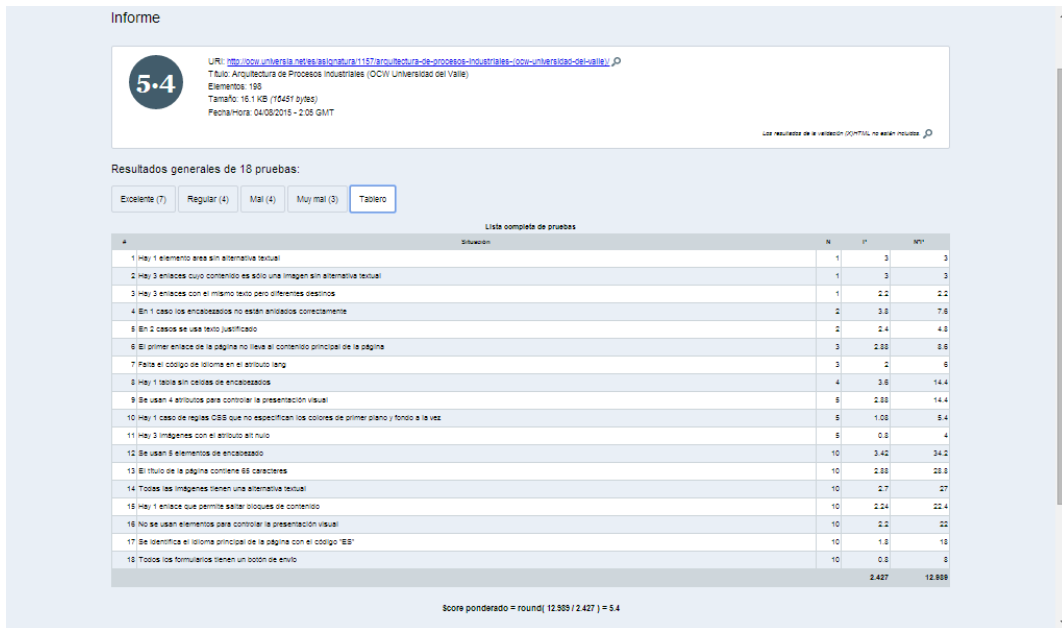 Informe
5.4
URI: http://ocw.universia.net/es/asignatura/1157/arquitectura-de-procesos-industriales-(ocw-universidad-del-valle)/
Título: Arquitectura de Procesos Industriales (OCW Universidad del Valle)
Elementos: 198
Tamaño: 16.1 KB (16451 bytes)
Fecha/Hora: 04/08/2015 - 2:05 GMT
Los resultados de la validación (X)HTML no están incluidos.
Resultados generales de 18 pruebas:
Excelente (7) Regular (4) Mal (4) Muy mal (3) Tablero
Lista completa de pruebas
# Situación N I* N*I*
1 Hay 1 elemento area sin alternativa textual 1 3 3
2 Hay 3 enlaces cuyo contenido es sólo una imagen sin alternativa textual 1 3 3
3 Hay 3 enlaces con el mismo texto pero diferentes destinos 1 2.2 2.2
4 En 1 caso los encabezados no están anidados correctamente 2 3.8 7.6
5 En 2 casos se usa texto justificado 2 2.4 4.8
6 El primer enlace de la página no lleva al contenido principal de la página 3 2.88 8.6
7 Falta el código de idioma en el atributo lang 3 2 6
8 Hay 1 tabla sin celdas de encabezados 4 3.6 14.4
9 Se usan 4 atributos para controlar la presentación visual 5 2.88 14.4
10 Hay 1 caso de reglas CSS que no especifican los colores de primer plano y fondo a la vez 5 1.08 5.4
11 Hay 3 imágenes con el atributo alt nulo 5 0.8 4
12 Se usan 5 elementos de encabezado 10 3.42 34.2
13 El título de la página contiene 65 caracteres 10 2.88 28.8
14 Todas las imágenes tienen una alternativa textual 10 2.7 27
15 Hay 1 enlace que permite saltar bloques de contenido 10 2.24 22.4
16 No se usan elementos para controlar la presentación visual 10 2.2 22
17 Se identifica el idioma principal de la página con el código "ES" 10 1.8 18
18 Todos los formularios tienen un botón de envío 10 0.8 8
2.427 12.989
Score ponderado = round( 12.989 / 2.427 ) = 5.4